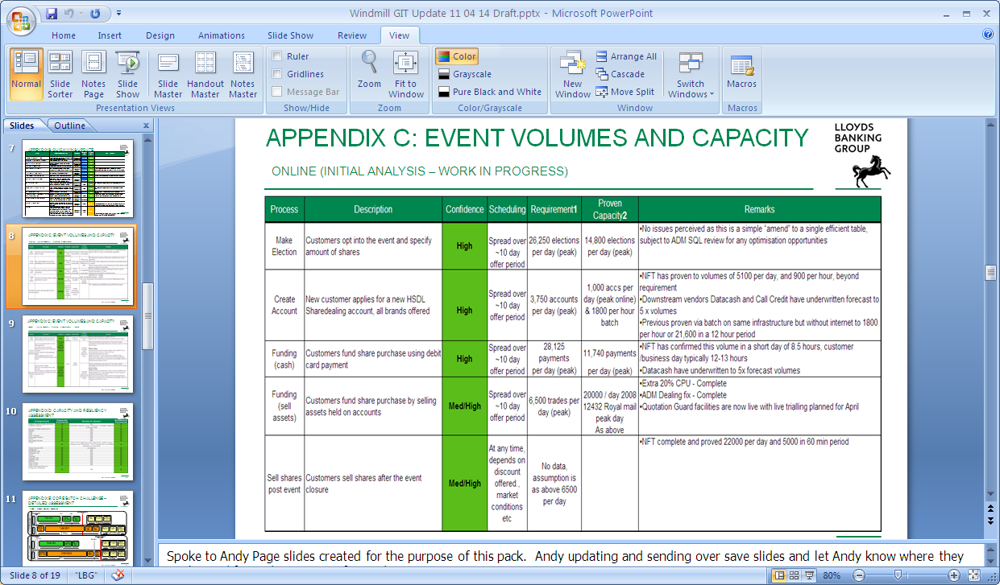 Windmill GIT Update 11 04 14 Draft.pptx - Microsoft PowerPoint
Home Insert Design Animations Slide Show Review View
Normal Slide Sorter Notes Page Slide Show Slide Master Handout Master Notes Master
Presentation Views
Ruler
Gridlines
Message Bar
Show/Hide
Zoom Fit to Window
Zoom
Color
Grayscale
Pure Black and White
Color/Grayscale
New Window
Arrange All
Cascade
Move Split
Switch Windows
Window
Macros
Macros
Slides Outline x
7
8
APPENDIX C: EVENT VOLUMES AND CAPACITY
9
APPENDIX C: EVENT VOLUMES AND CAPACITY
10
APPENDIX D: CAPACITY AND RESILIENCY
ASSESSMENT
11
APPENDIX E: CORE BATCH CHALLENGE –
DETAILED ASSESSMENT
APPENDIX C: EVENT VOLUMES AND CAPACITY
LLOYDS
BANKING
GROUP
ONLINE (INITIAL ANALYSIS – WORK IN PROGRESS)
Process Description Confidence Scheduling Requirement1 Proven Capacity2 Remarks
Make
Election
Customers opt into the event and specify
amount of shares
High
Spread over
~10 day
offer period
26,250 elections
per day (peak)
14,800 elections
per day (peak)
•No issues perceived as this is a simple “amend” to a single efficient table,
subject to ADM SQL review for any optimisation opportunities
Create
Account
New customer applies for a new HSDL
Sharedealing account, all brands offered
High
Spread over
~10 day
offer period
3,750 accounts
per day (peak)
1,000 accs per
day (peak online)
& 1800 per hour
batch
•NFT has proven to volumes of 5100 per day, and 900 per hour, beyond
requirement
•Downstream vendors Datacash and Call Credit have underwritten forecast to
5 x volumes
•Previous proven via batch on same infrastructure but without internet to 1800
per hour or 21,600 in a 12 hour period
Funding
(cash)
Customers fund share purchase using debit
card payment
High
Spread over
~10 day
offer period
28,125
payments
per day (peak)
11,740 payments
per day (peak)
•NFT has confirmed this volume in a short day of 8.5 hours, customer
/business day typically 12-13 hours
•Datacash have underwritten to 5x forecast volumes
Funding
(sell
assets)
Customers fund share purchase by selling
assets held on accounts
Med/High
Spread over
~10 day
offer period
6,500 trades per
day (peak)
20000 / day 2008
12432 Royal mail
peak day
As above
•Extra 20% CPU - Complete
•ADM Dealing fix - Complete
•Quotation Guard facilities are now live with live trialling planned for April
Sell shares
post event
Customers sell shares after the event
closure
Med/High
At any time,
depends on
discount
offered.,
market
conditions
etc
No data,
assumption is
as above 6500
per day
•NFT complete and proved 22000 per day and 5000 in 60 min period
Spoke to Andy Page slides created for the purpose of this pack. Andy updating and sending over save slides and let Andy know where they
Slide 8 of 19 "LBG" 80%